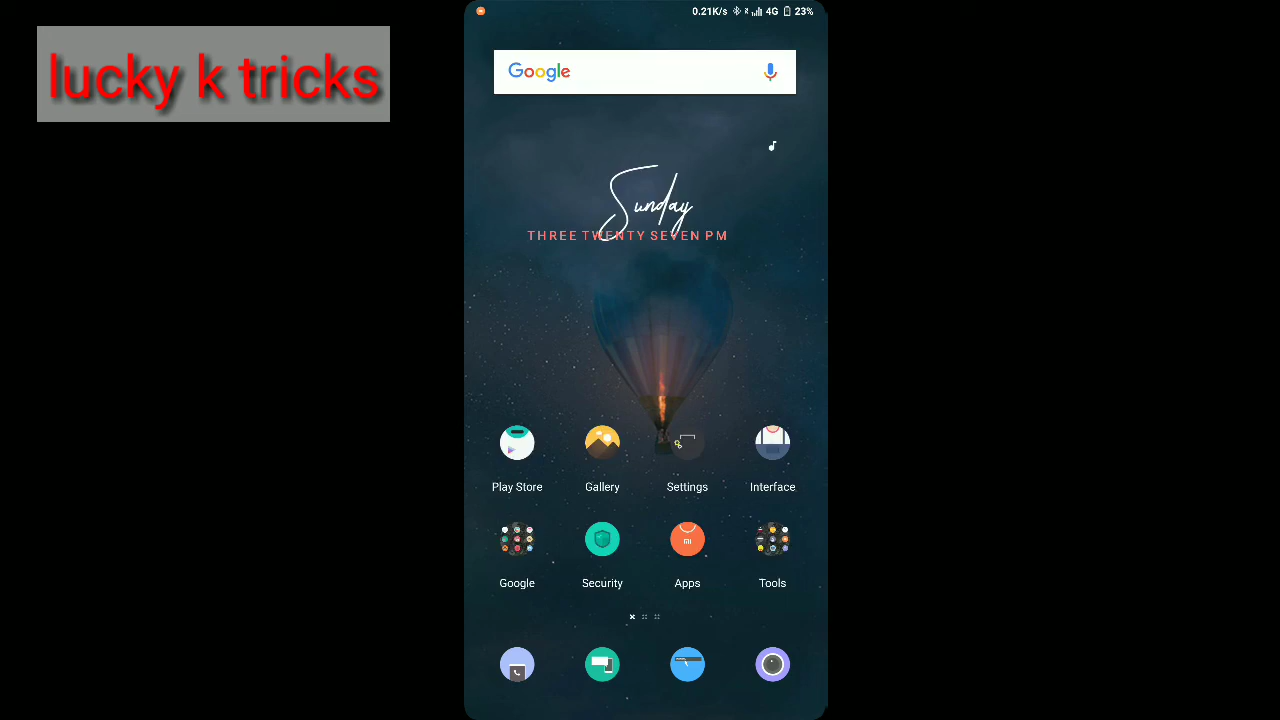 lucky k tricks
0.21K/s 4G 23%
Google
Sunday
THREE TWENTY SEVEN PM
Play Store Gallery Settings Interface
mi
Google Security Apps Tools